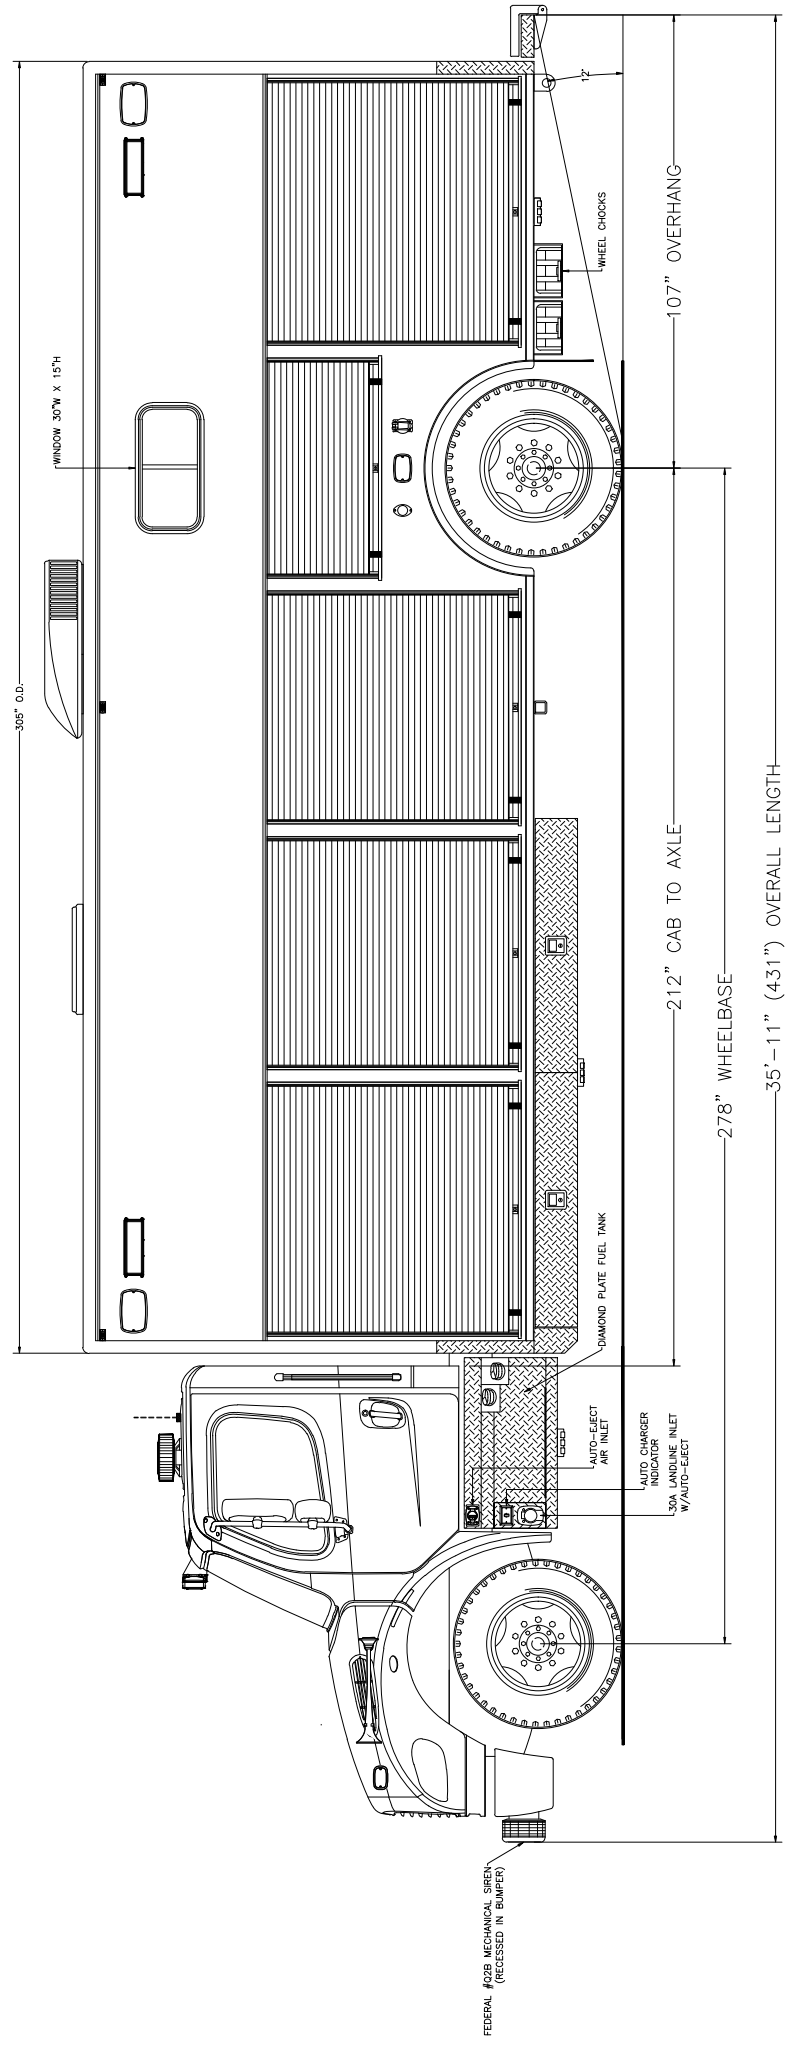 305" O.D.
WINDOW 30"W X 15"H
12°
WHEEL CHOCKS
107" OVERHANG
212" CAB TO AXLE
278" WHEELBASE
35'-11" (431") OVERALL LENGTH
DIAMOND PLATE FUEL TANK
AUTO-EJECT
AIR INLET
AUTO CHARGER
INDICATOR
30A LANDLINE INLET
W/AUTO-EJECT
FEDERAL #Q2B MECHANICAL SIREN
(RECESSED IN BUMPER)